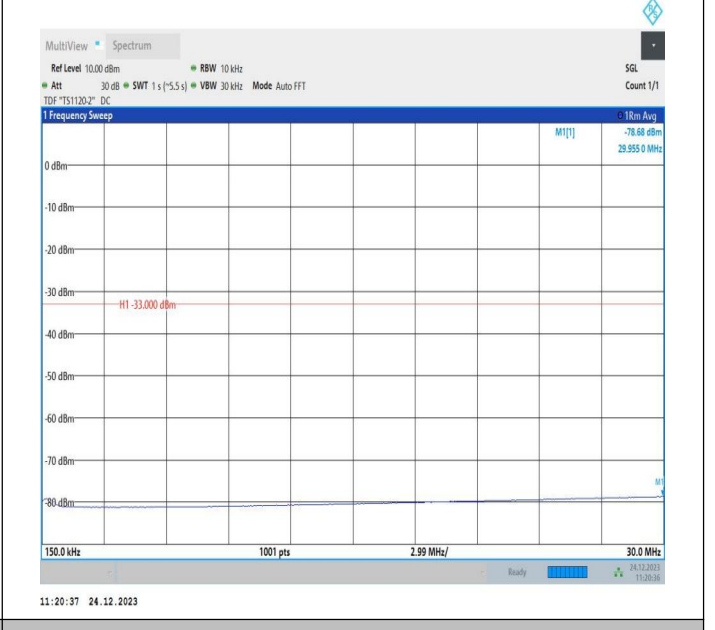 MultiView Spectrum
Ref Level 10.00 dBm RBW 10 kHz SGL
Att 30 dB SWT 1 s (~5.5 s) VBW 30 kHz Mode Auto FFT Count 1/1
TDF "TS1120-2" DC
1 Frequency Sweep 1Rm Avg
M1[1] -78.68 dBm
29.955 0 MHz
0 dBm
-10 dBm
-20 dBm
-30 dBm
H1 -33.000 dBm
-40 dBm
-50 dBm
-60 dBm
-70 dBm
M1
-80 dBm
150.0 kHz 1001 pts 2.99 MHz/ 30.0 MHz
Ready 24.12.2023
11:20:36
11:20:37 24.12.2023